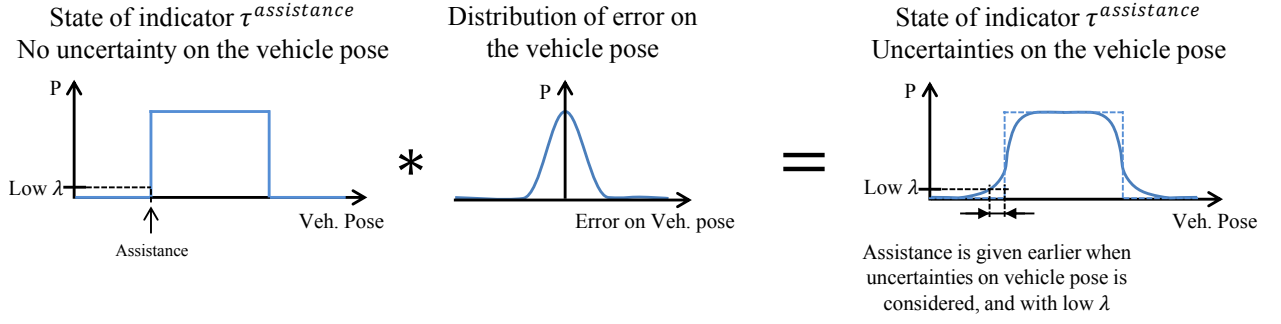 State of indicator τ^assistance
No uncertainty on the vehicle pose
P
Low λ
Veh. Pose
Assistance
*
Distribution of error on
the vehicle pose
P
Error on Veh. pose
=
State of indicator τ^assistance
Uncertainties on the vehicle pose
P
Low λ
Veh. Pose
Assistance is given earlier when
uncertainties on vehicle pose is
considered, and with low λ